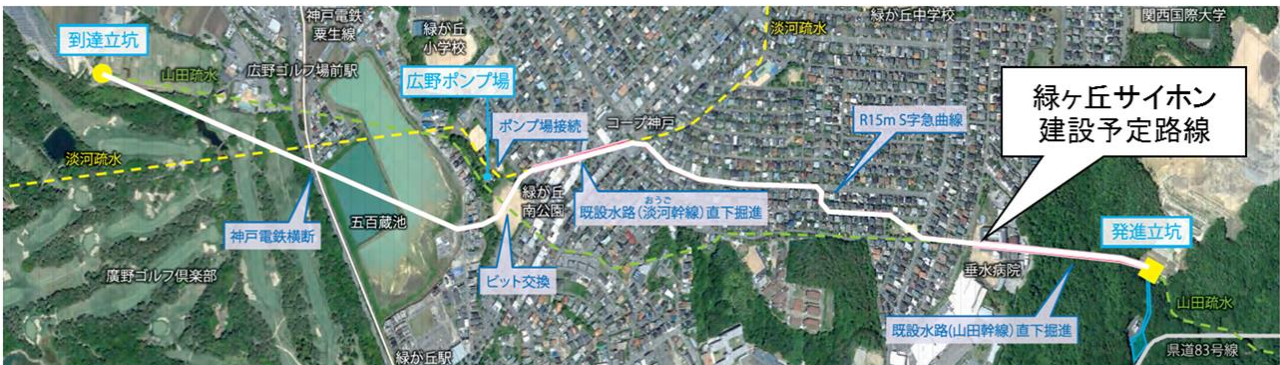 到達立坑
山田疏水
神戸電鉄
粟生線
広野ゴルフ場前駅
緑が丘
小学校
広野ポンプ場
ポンプ場接続
コープ神戸
淡河疏水
緑が丘中学校
関西国際大学
R15m S字急曲線
緑ヶ丘サイホン
建設予定路線
淡河疏水
五百蔵池
神戸電鉄横断
廣野ゴルフ倶楽部
緑が丘
南公園
おうご
既設水路(淡河幹線)直下掘進
ビット交換
緑が丘駅
垂水病院
発進立坑
既設水路(山田幹線)直下掘進
山田疏水
県道83号線